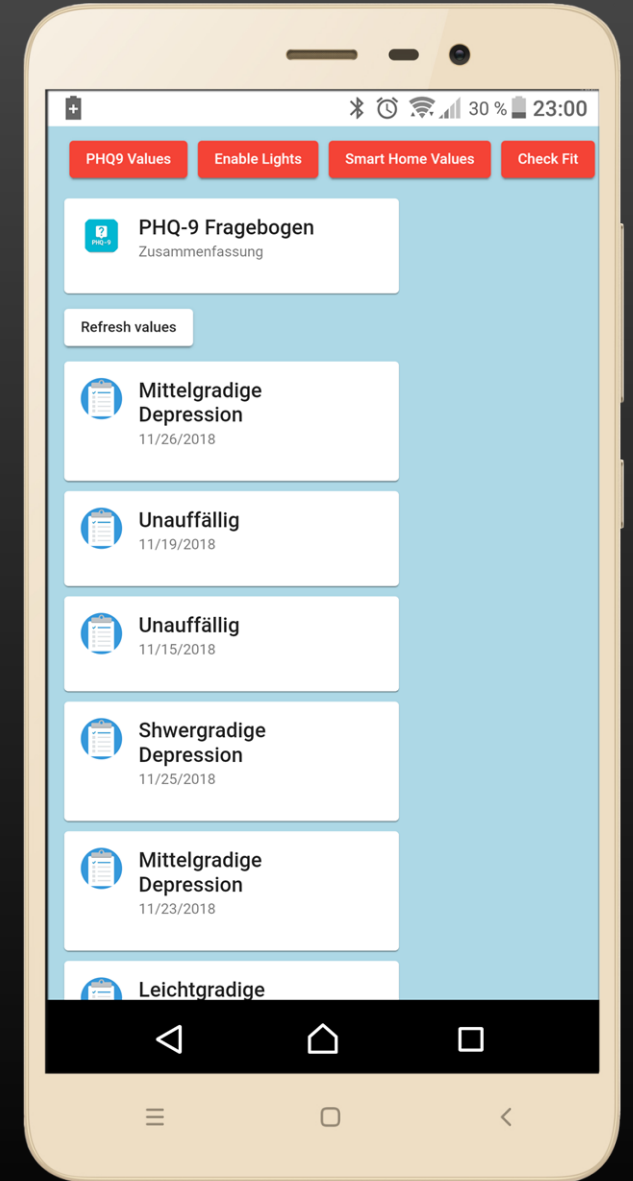 30 % 23:00
PHQ9 Values Enable Lights Smart Home Values Check Fit
PHQ-9 Fragebogen
PHQ-9
Zusammenfassung
Refresh values
Mittelgradige
Depression
11/26/2018
Unauffällig
11/19/2018
Unauffällig
11/15/2018
Shwergradige
Depression
11/25/2018
Mittelgradige
Depression
11/23/2018
Leichtgradige